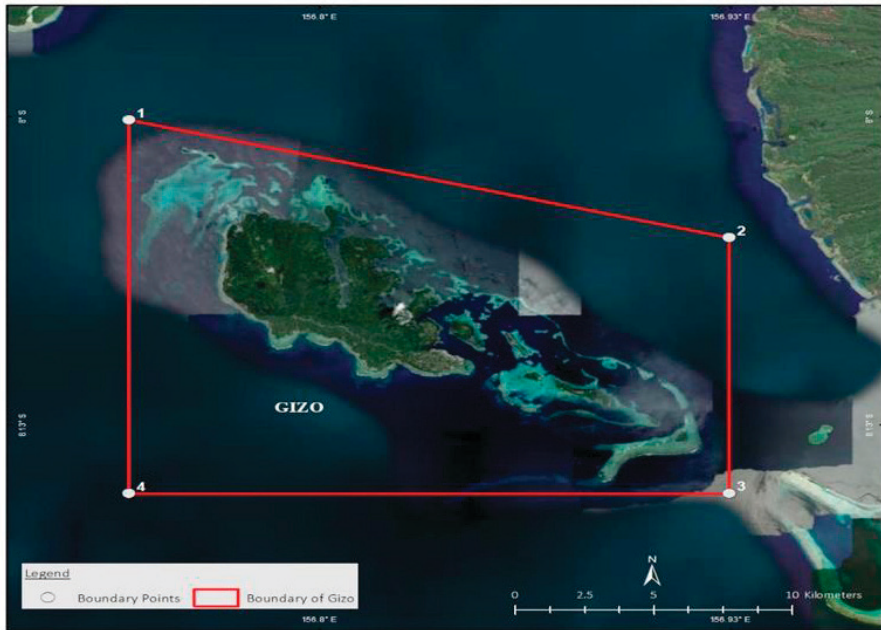 156.8° E 156.93° E
1
8° S 8° S
2
GIZO
8.13° S 8.13° S
4 3
Legend
Boundary Points Boundary of Gizo
N
0 2.5 5 10 Kilometers
156.8° E 156.93° E